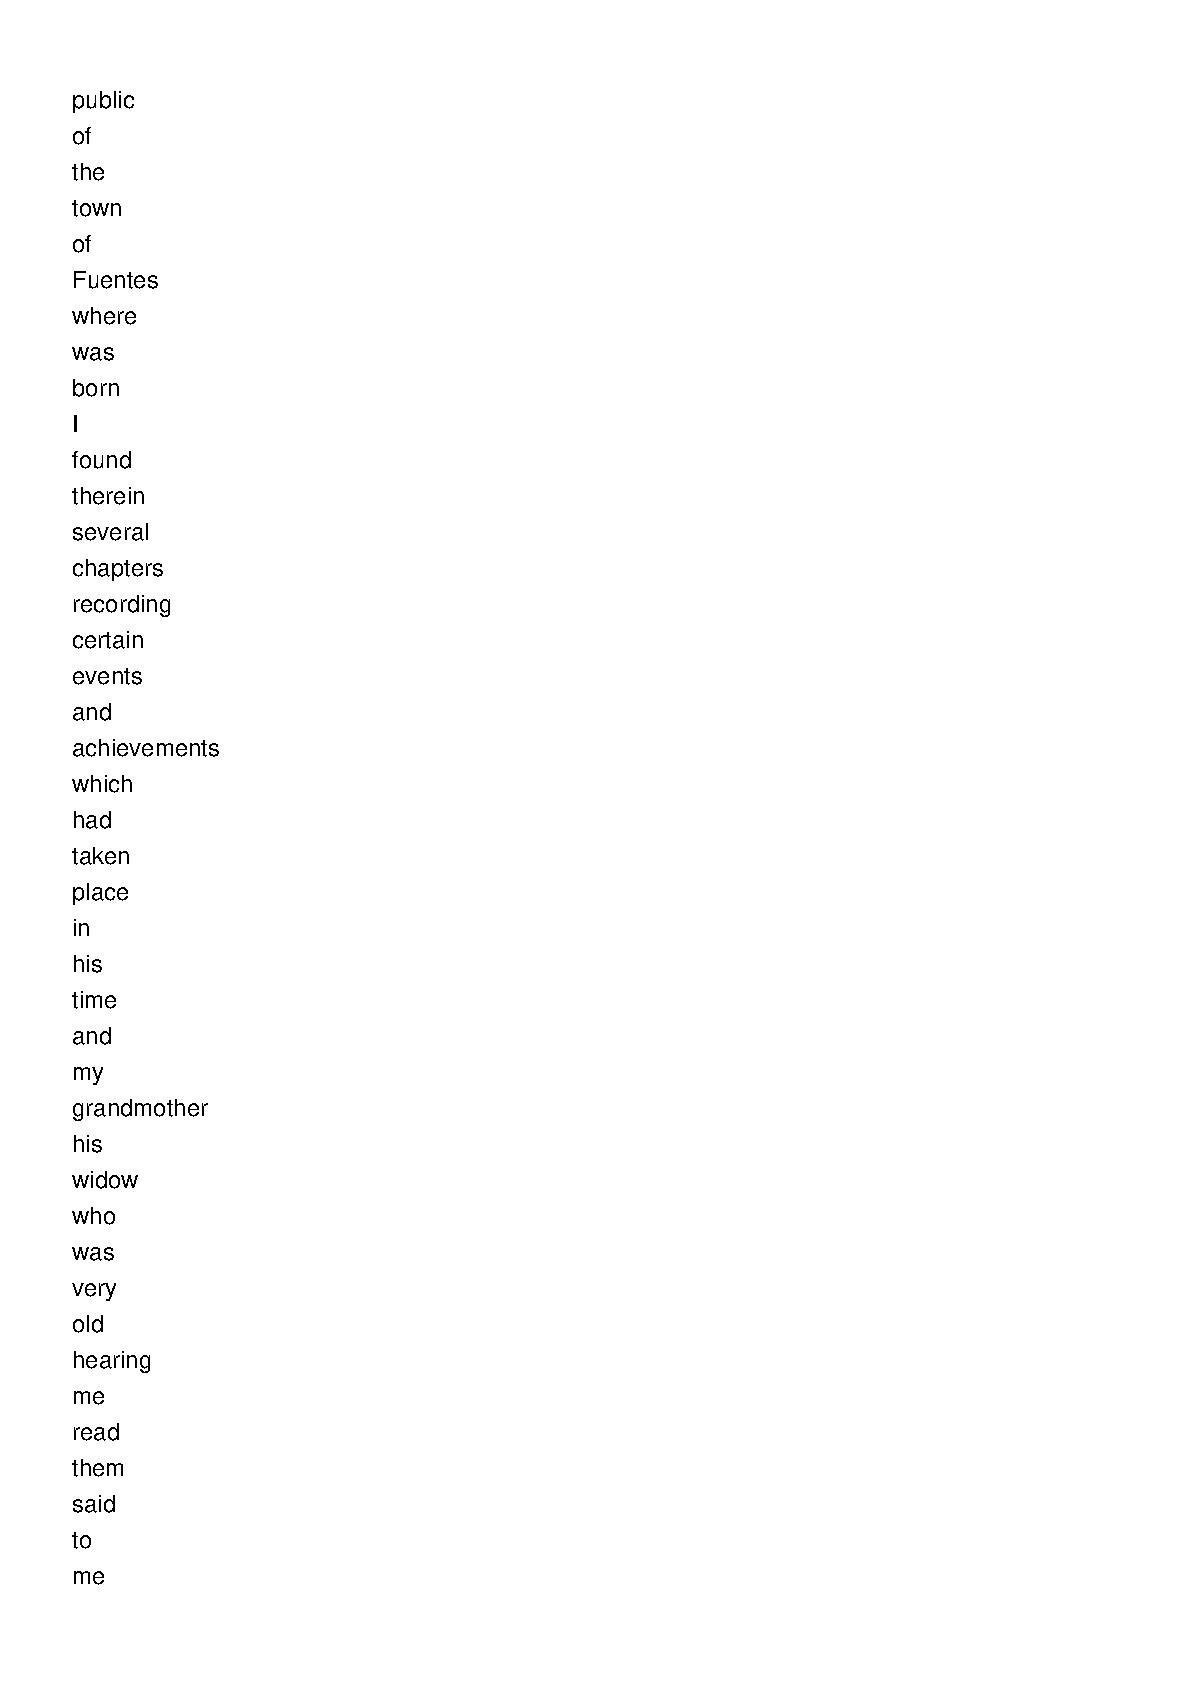 public
of
the
town
of
Fuentes
where
was
born
I
found
therein
several
chapters
recording
certain
events
and
achievements
which
had
taken
place
in
his
time
and
my
grandmother
his
widow
who
was
very
old
hearing
me
read
them
said
to
me